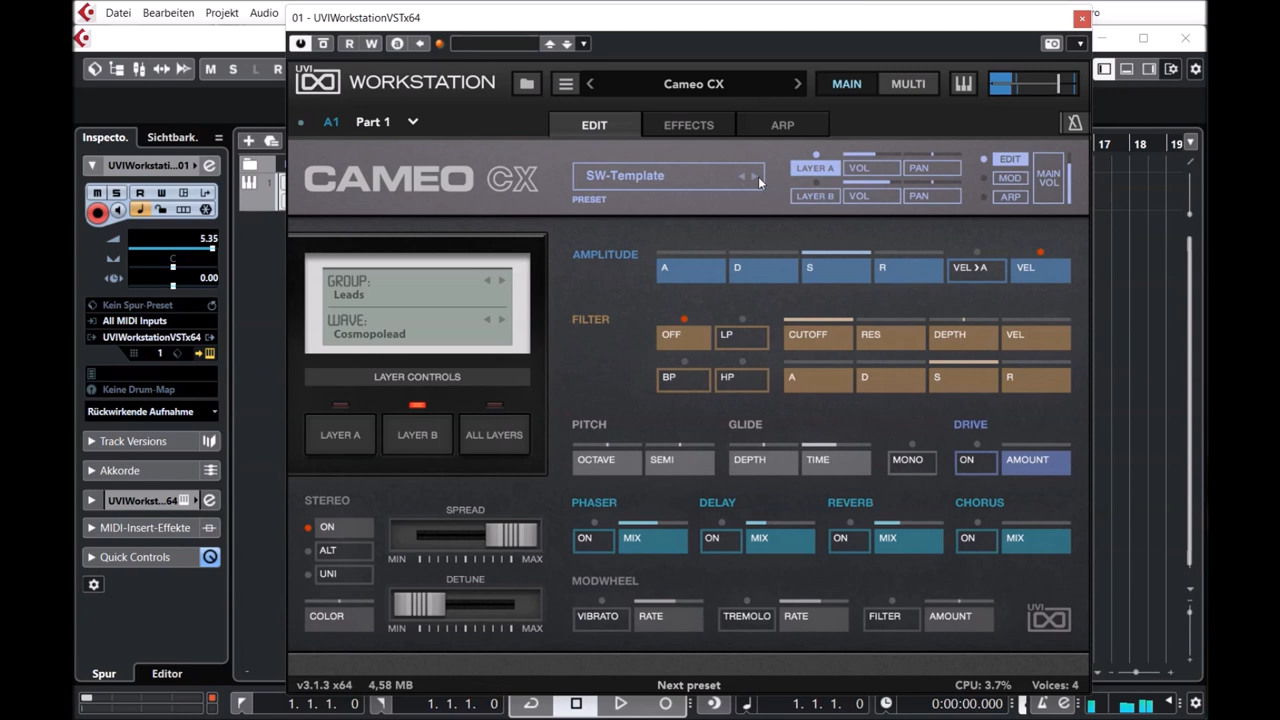 Datei Bearbeiten Projekt Audio
01 - UVIWorkstationVSTx64
R W
M S L R
UVI
WORKSTATION
Cameo CX
MAIN MULTI
A1 Part 1
EDIT EFFECTS ARP
Inspecto. Sichtbark.
17 18 19
UVIWorkstati...01
m S R W L
CAMEO CX
SW-Template
PRESET
LAYER A VOL PAN
LAYER B VOL PAN
EDIT
MOD
ARP
MAIN VOL
5.35
C
0.00
Kein Spur-Preset
All MIDI Inputs
UVIWorkstationVSTx64
1
Keine Drum-Map
Rückwirkende Aufnahme
Track Versions
Akkorde
UVIWorkst...64
MIDI-Insert-Effekte
Quick Controls
GROUP:
Leads
WAVE:
Cosmopolead
LAYER CONTROLS
LAYER A LAYER B ALL LAYERS
AMPLITUDE
A D S R VEL>A VEL
FILTER
OFF LP CUTOFF RES DEPTH VEL
BP HP A D S R
PITCH GLIDE DRIVE
OCTAVE SEMI DEPTH TIME MONO ON AMOUNT
STEREO
ON
ALT
UNI
COLOR
SPREAD
MIN MAX
DETUNE
MIN MAX
PHASER DELAY REVERB CHORUS
ON MIX ON MIX ON MIX ON MIX
MODWHEEL
VIBRATO RATE TREMOLO RATE FILTER AMOUNT
UVI
Spur Editor
v3.1.3 x64 4,58 MB Next preset CPU: 3.7% Voices: 4
1. 1. 1. 0 1. 1. 1. 0 1. 1. 1. 0 0:00:00.000